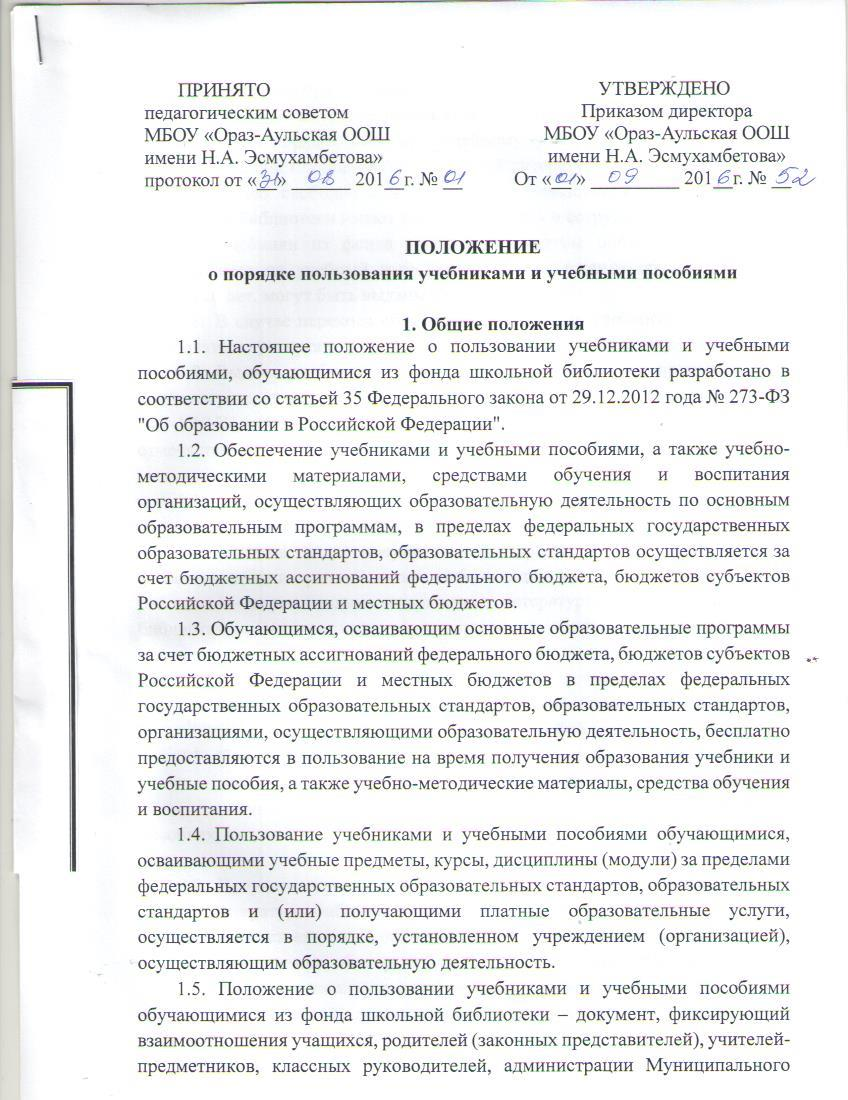 ПРИНЯТО
педагогическим советом
МБОУ «Ораз-Аульская ООШ
имени Н.А. Эсмухамбетова»
протокол от «31» 08 2016г. № 01
УТВЕРЖДЕНО
Приказом директора
МБОУ «Ораз-Аульская ООШ
имени Н.А. Эсмухамбетова»
От «01» 09 2016г. № 52
ПОЛОЖЕНИЕ
о порядке пользования учебниками и учебными пособиями
1. Общие положения
1.1. Настоящее положение о пользовании учебниками и учебными
пособиями, обучающимися из фонда школьной библиотеки разработано в
соответствии со статьей 35 Федерального закона от 29.12.2012 года № 273-ФЗ
"Об образовании в Российской Федерации".
1.2. Обеспечение учебниками и учебными пособиями, а также учебно-
методическими материалами, средствами обучения и воспитания
организаций, осуществляющих образовательную деятельность по основным
образовательным программам, в пределах федеральных государственных
образовательных стандартов, образовательных стандартов осуществляется за
счет бюджетных ассигнований федерального бюджета, бюджетов субъектов
Российской Федерации и местных бюджетов.
1.3. Обучающимся, осваивающим основные образовательные программы
за счет бюджетных ассигнований федерального бюджета, бюджетов субъектов
Российской Федерации и местных бюджетов в пределах федеральных
государственных образовательных стандартов, образовательных стандартов,
организациями, осуществляющими образовательную деятельность, бесплатно
предоставляются в пользование на время получения образования учебники и
учебные пособия, а также учебно-методические материалы, средства обучения
и воспитания.
1.4. Пользование учебниками и учебными пособиями обучающимися,
осваивающими учебные предметы, курсы, дисциплины (модули) за пределами
федеральных государственных образовательных стандартов, образовательных
стандартов и (или) получающими платные образовательные услуги,
осуществляется в порядке, установленном учреждением (организацией),
осуществляющим образовательную деятельность.
1.5. Положение о пользовании учебниками и учебными пособиями
обучающимися из фонда школьной библиотеки – документ, фиксирующий
взаимоотношения учащихся, родителей (законных представителей), учителей-
предметников, классных руководителей, администрации Муниципального